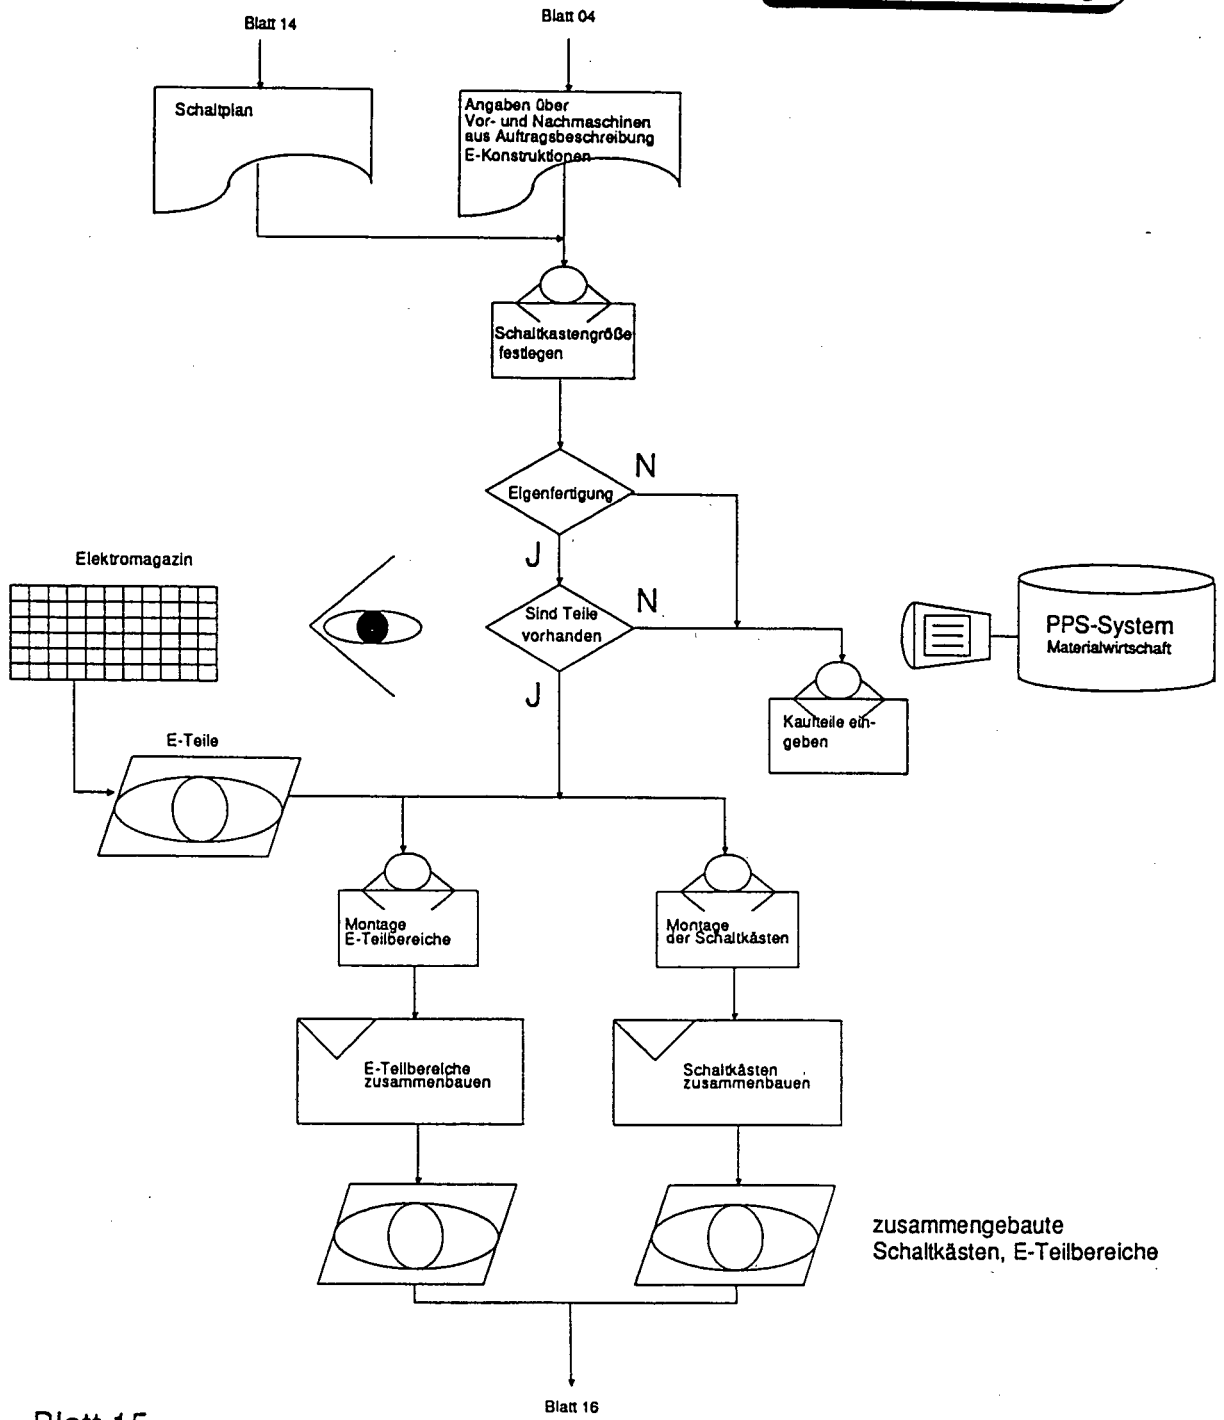 Blatt 14
Blatt 04
Schaltplan
Angaben über
Vor- und Nachmaschinen
aus Auftragsbeschreibung
E-Konstruktionen
Schaltkastengröße
festlegen
Eigenfertigung
N
J
Elektromagazin
Sind Teile
vorhanden
N
J
PPS-System
Materialwirtschaft
Kaufteile ein-
geben
E-Teile
Montage
E-Teilbereiche
Montage
der Schaltkästen
E-Teilbereiche
zusammenbauen
Schaltkästen
zusammenbauen
zusammengebaute
Schaltkästen, E-Teilbereiche
Blatt 16
Blatt 15